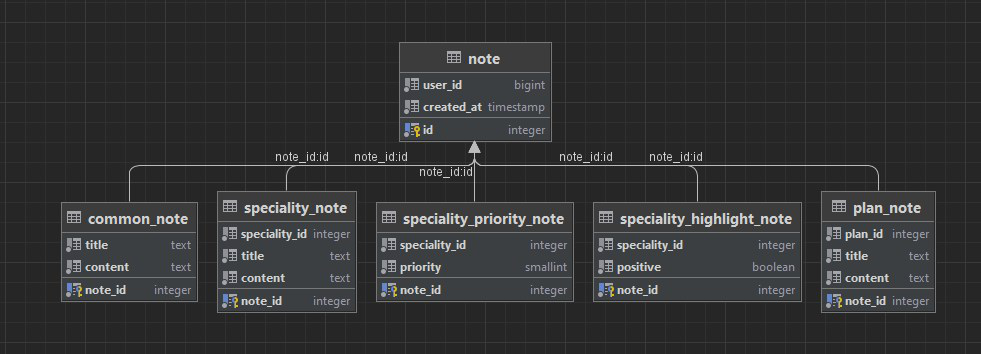 note
user_id bigint
created_at timestamp
id integer
note_id:id note_id:id note_id:id note_id:id
note_id:id
common_note
title text
content text
note_id integer
speciality_note
speciality_id integer
title text
content text
note_id integer
speciality_priority_note
speciality_id integer
priority smallint
note_id integer
speciality_highlight_note
speciality_id integer
positive boolean
note_id integer
plan_note
plan_id integer
title text
content text
note_id integer